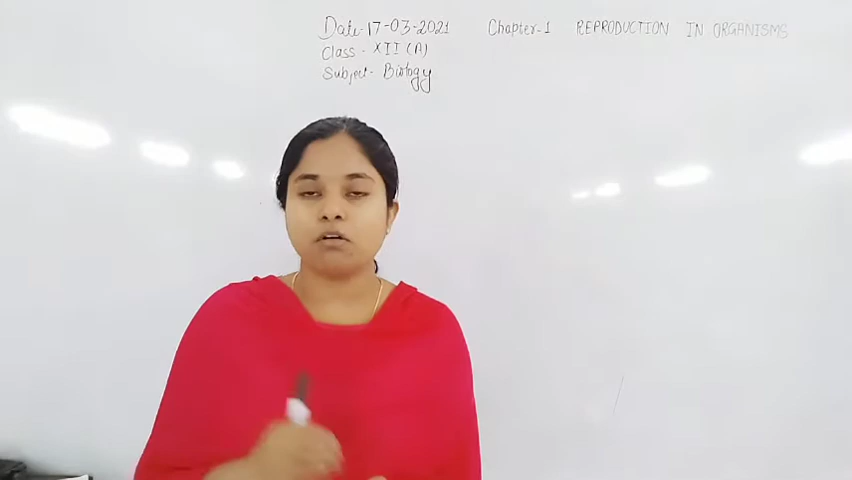 Date-17-03-2021
Chapter-1 REPRODUCTION IN ORGANISMS
Class - XII (A)
Subject- Biology